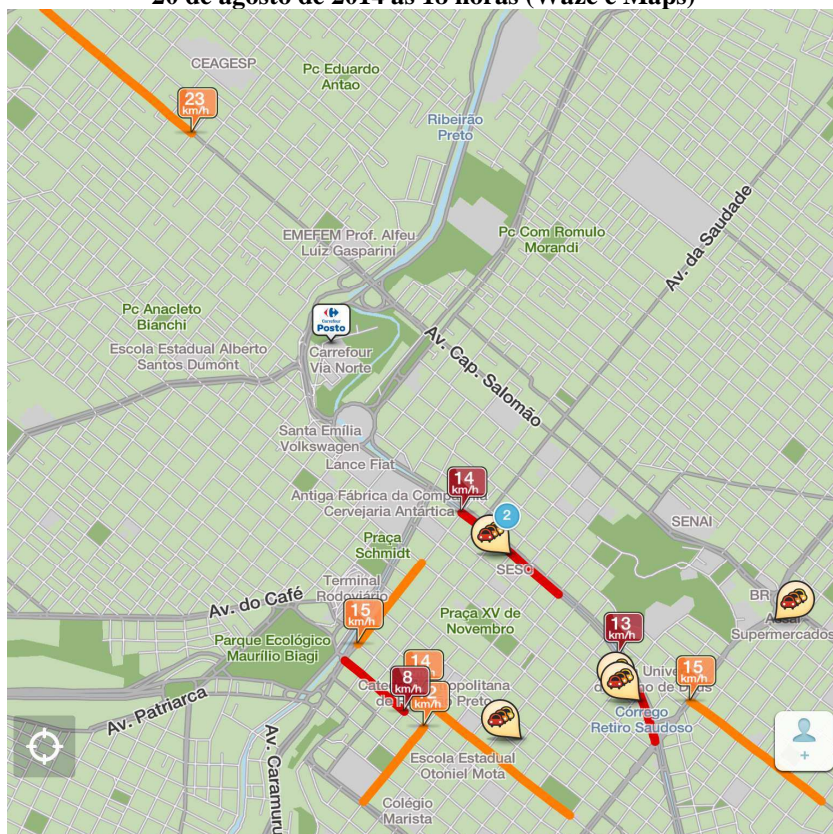 20 de agosto de 2014 às 18 horas (Waze e Maps)
CEAGESP
Pc Eduardo
Antao
23
km/h
Ribeirão
Preto
EMEFEM Prof. Alfeu
Luiz Gasparini
Pc Com Romulo
Morandi
Av. da Saudade
Pc Anacleto
Bianchi
Carrefour
Posto
Escola Estadual Alberto
Santos Dumont
Carrefour
Via Norte
Av. Cap. Salomão
Santa Emília
Volkswagen
Lance Fiat
14
km/h
Antiga Fábrica da
Cervejaria Antártica
2
SENAI
Praça
Schmidt
SESC
Terminal
Rodoviário
Av. do Café
15
km/h
Praça XV de
Novembro
BR
Supermercados
13
km/h
Parque Ecológico
Maurílio Biagi
14
15
km/h
8
km/h
km/h
Av. Patriarca
Córrego
Retiro Saudoso
Av. Caramuru
Escola Estadual
Otoniel Mota
Colégio
Marista
+